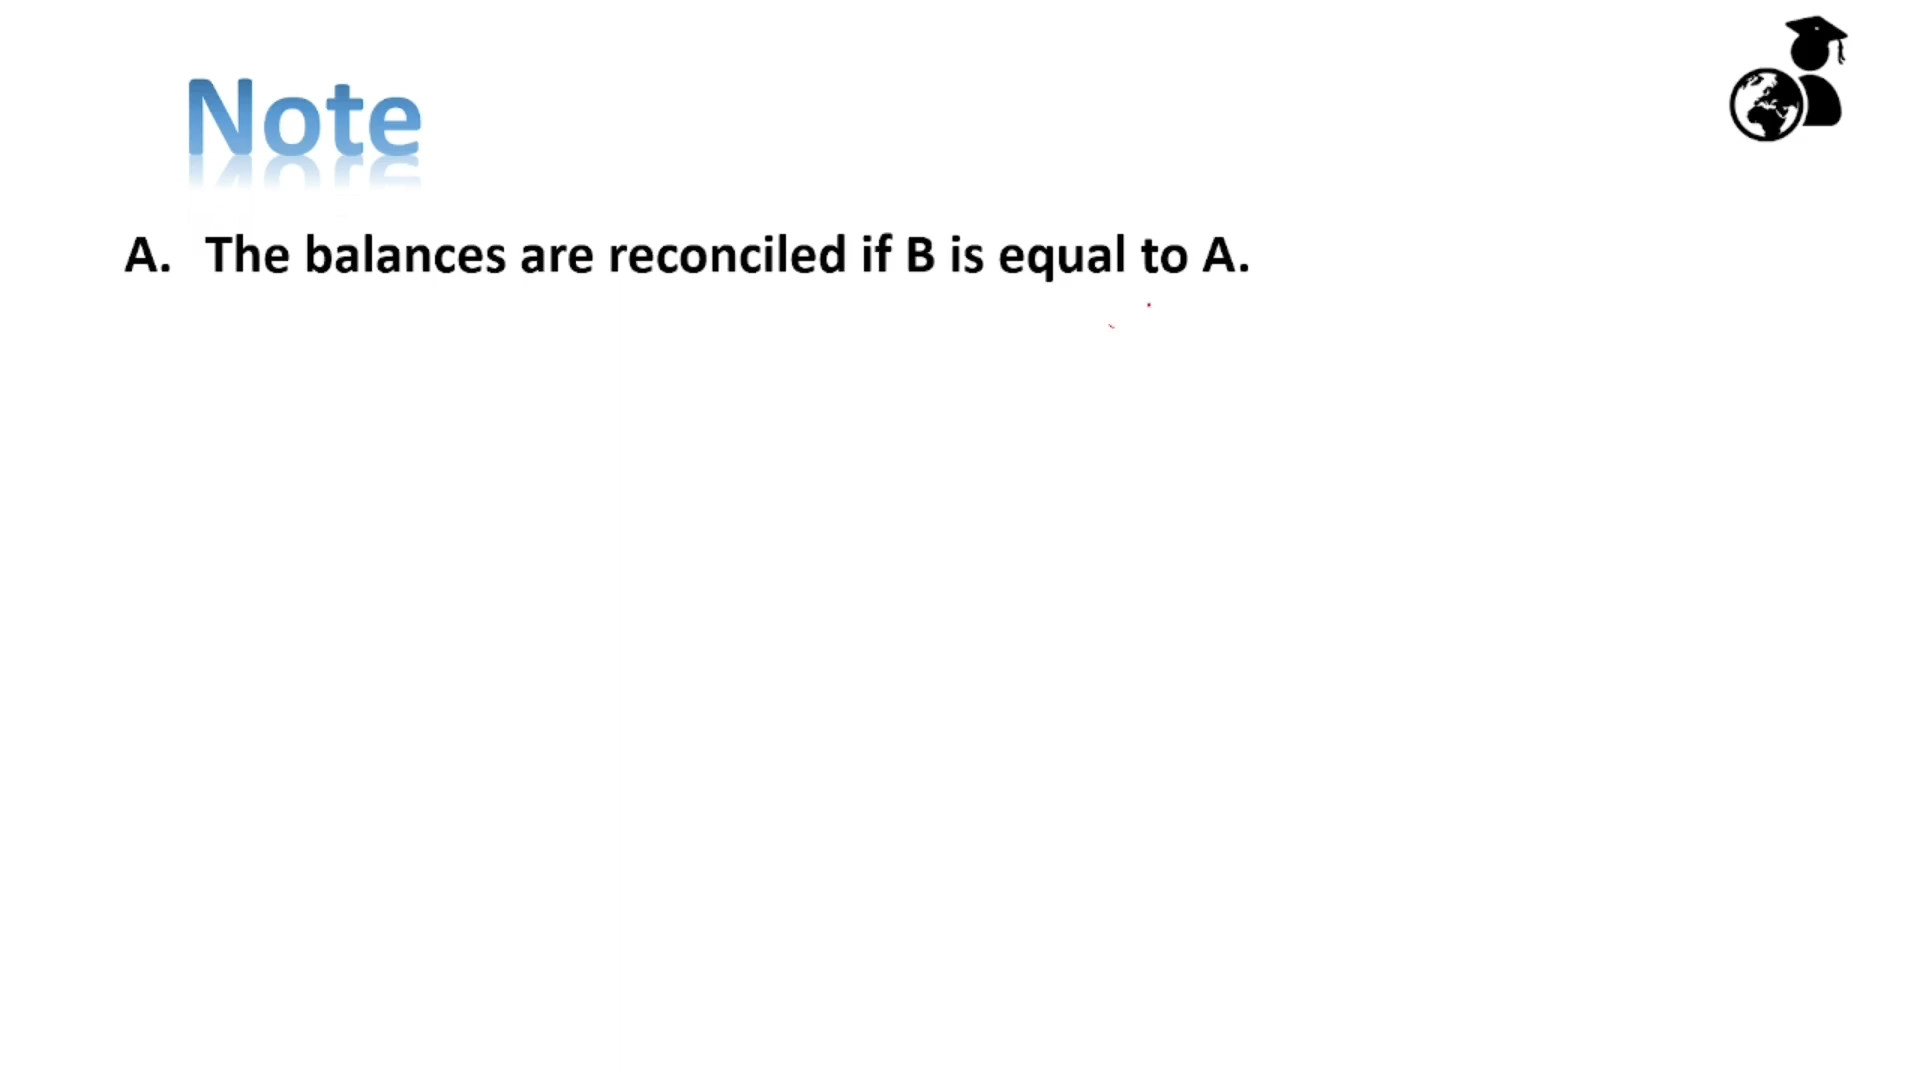 Note
A. The balances are reconciled if B is equal to A.